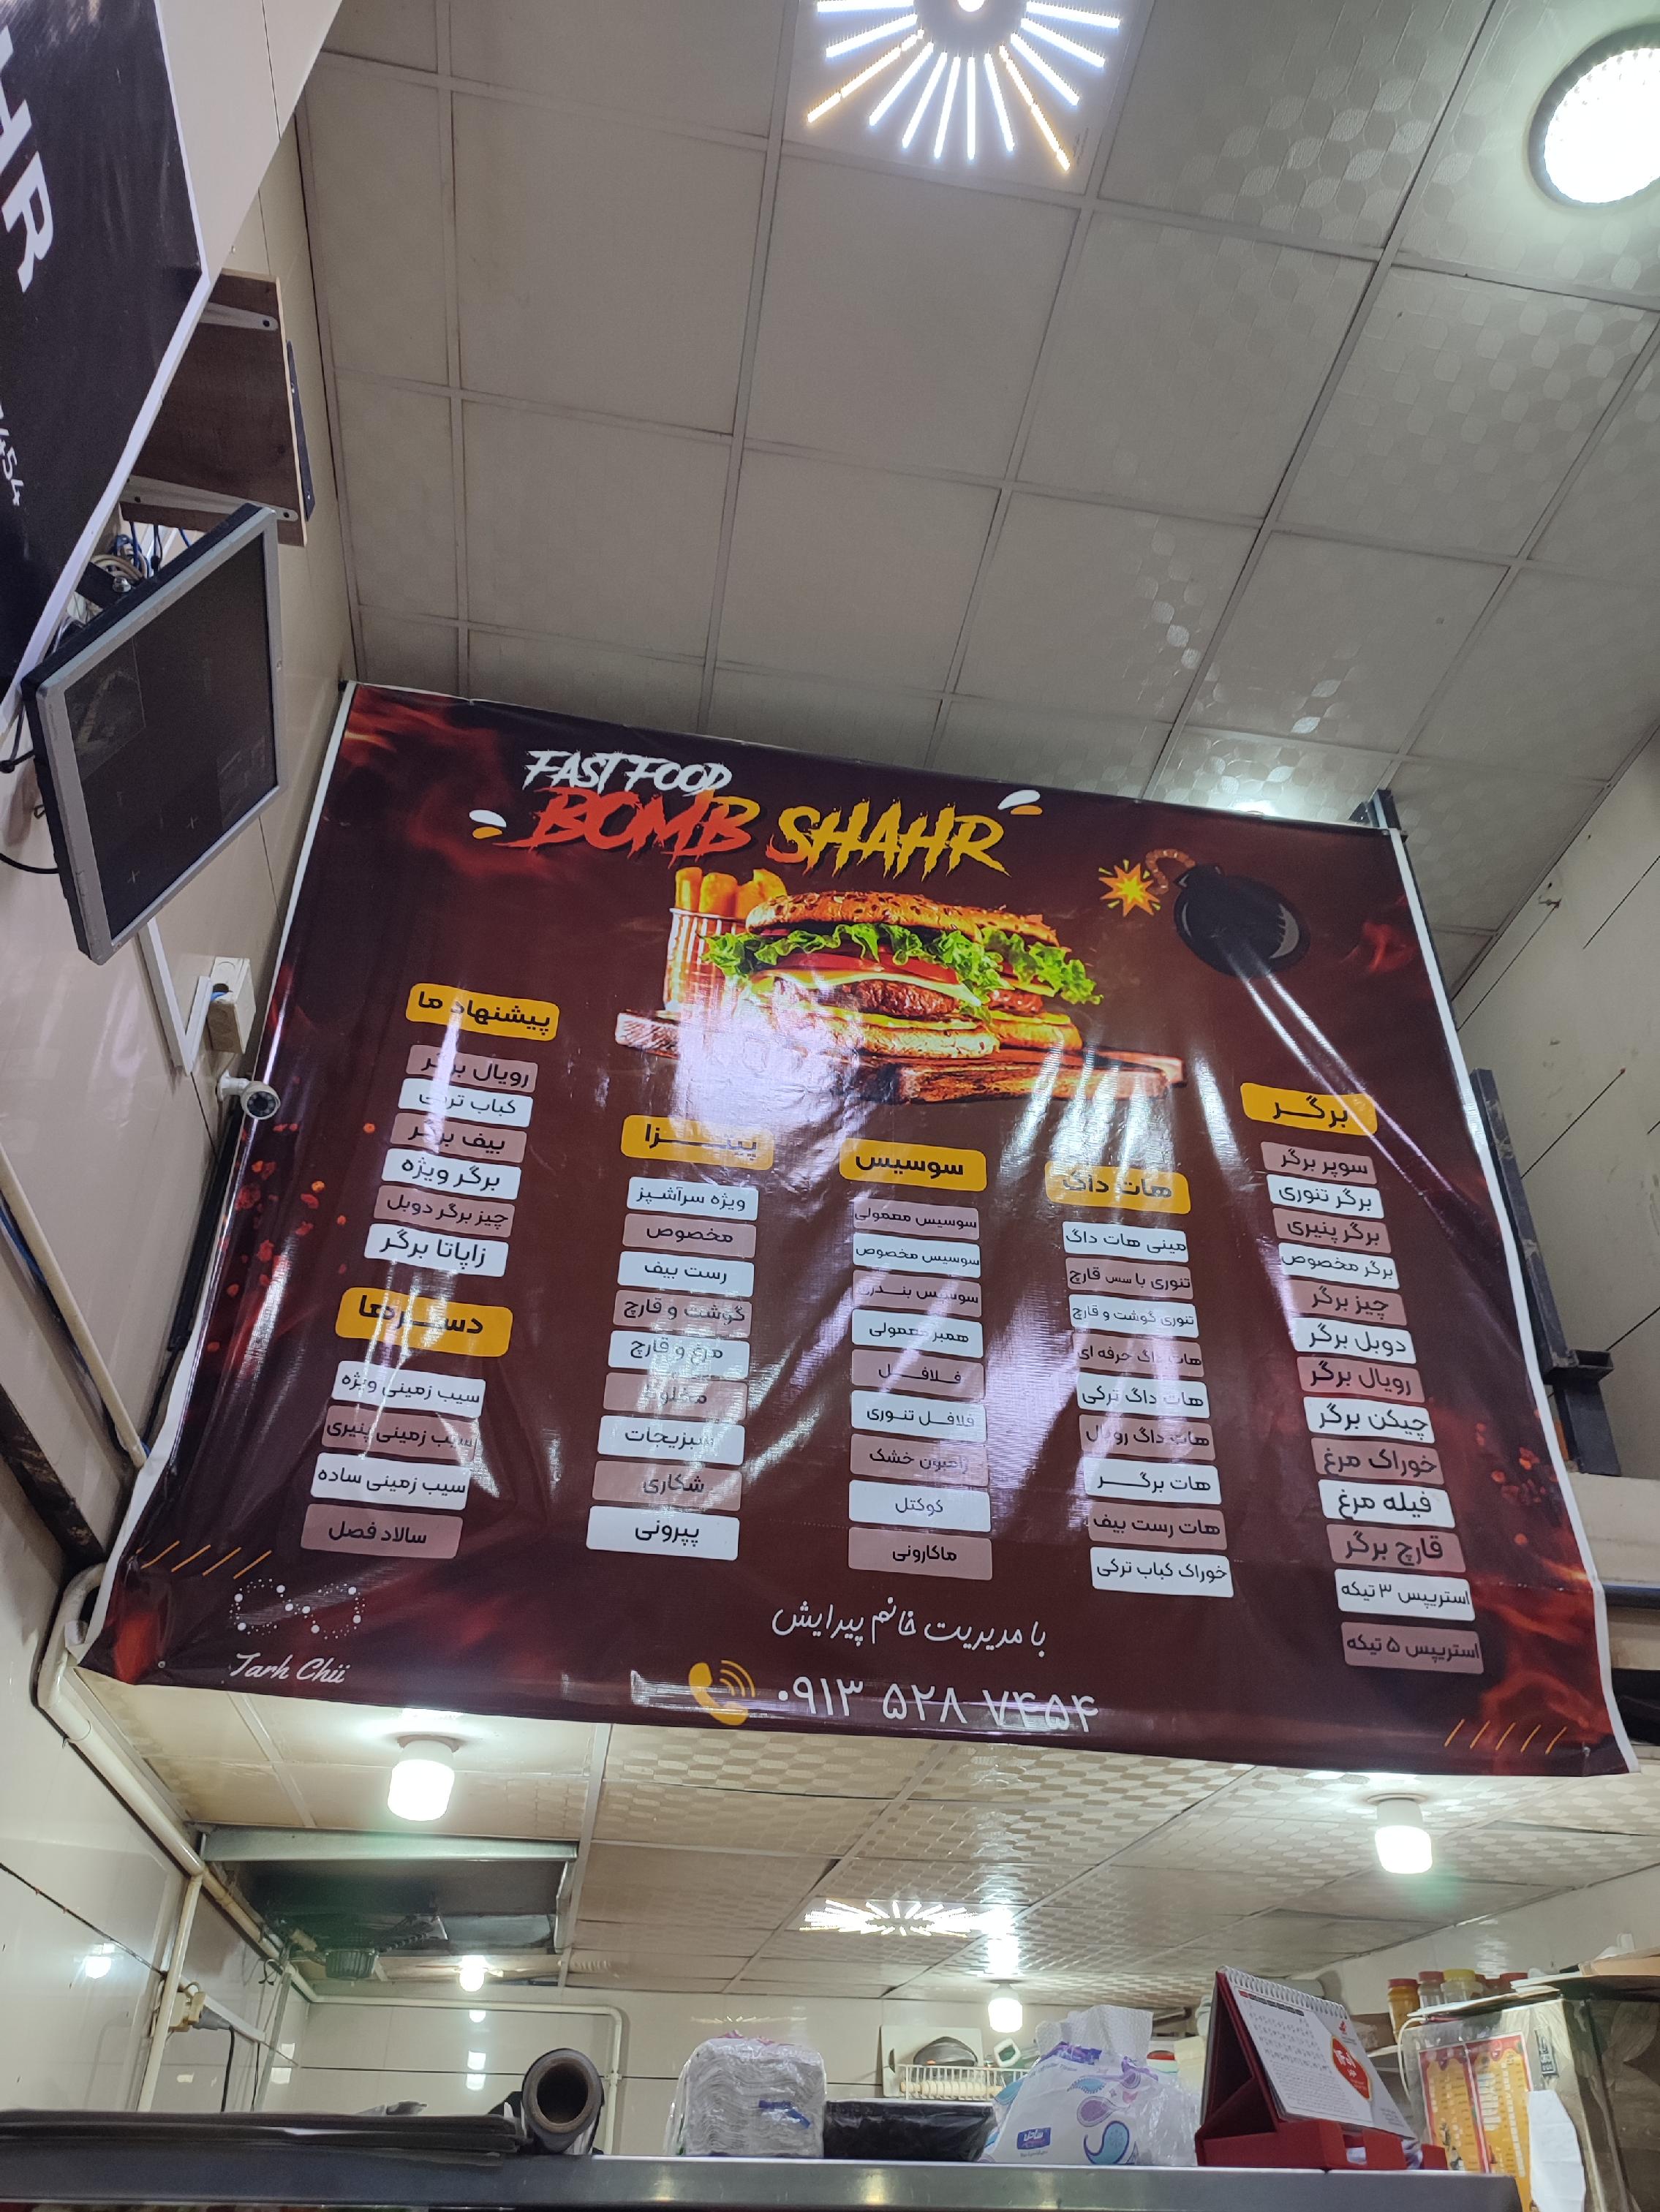 HR
FAST FOOD
BOMB SHAHR
برگر
سوپر برگر
برگر تنوری
برگر پنیری
برگر مخصوص
چیز برگر
دوبل برگر
رویال برگر
چیکن برگر
خوراک مرغ
فیله مرغ
قارچ برگر
استریپس ۳ تیکه
استریپس ۵ تیکه
هات داگ
مینی هات داگ
تنوری با سس قارچ
تنوری گوشت و قارچ
هات داگ حرفه ای
هات داگ ترکی
هات داگ رویال
هات برگر
هات رست بیف
خوراک کباب ترکی
سوسیس
سوسیس معمولی
سوسیس مخصوص
سوسیس بندری
همبر معمولی
فلافل
فلافل تنوری
ژامبون خشک
کوکتل
ماکارونی
پیتزا
ویژه سرآشپز
مخصوص
رست بیف
گوشت و قارچ
مرغ و قارچ
مخلوط
سبزیجات
شکاری
پپرونی
پیشنهاد ما
رویال برگر
کباب ترکی
بیف برگر
برگر ویژه
چیز برگر دوبل
زاپاتا برگر
دسرها
سیب زمینی ویژه
سیب زمینی پنیری
سیب زمینی ساده
سالاد فصل
با مدیریت خانم پیرایش
۰۹۱۳ ۵۲۸ ۷۴۵۴
Tarh Chii